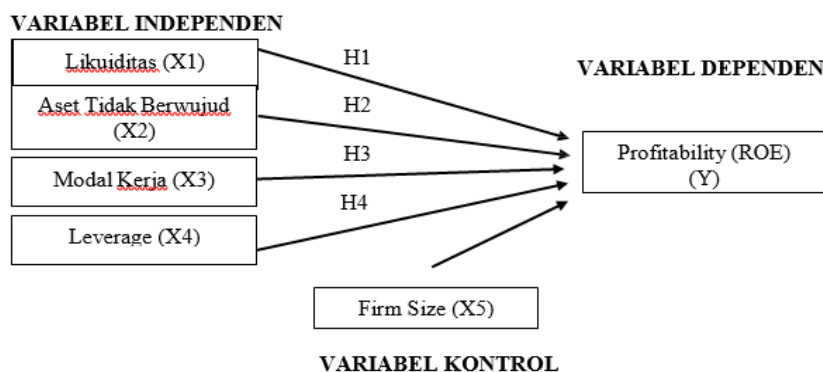 VARIABEL INDEPENDEN
Likuiditas (X1)
Aset Tidak Berwujud
(X2)
Modal Kerja (X3)
Leverage (X4)
H1
H2
H3
H4
VARIABEL DEPENDEN
Profitability (ROE)
(Y)
Firm Size (X5)
VARIABEL KONTROL